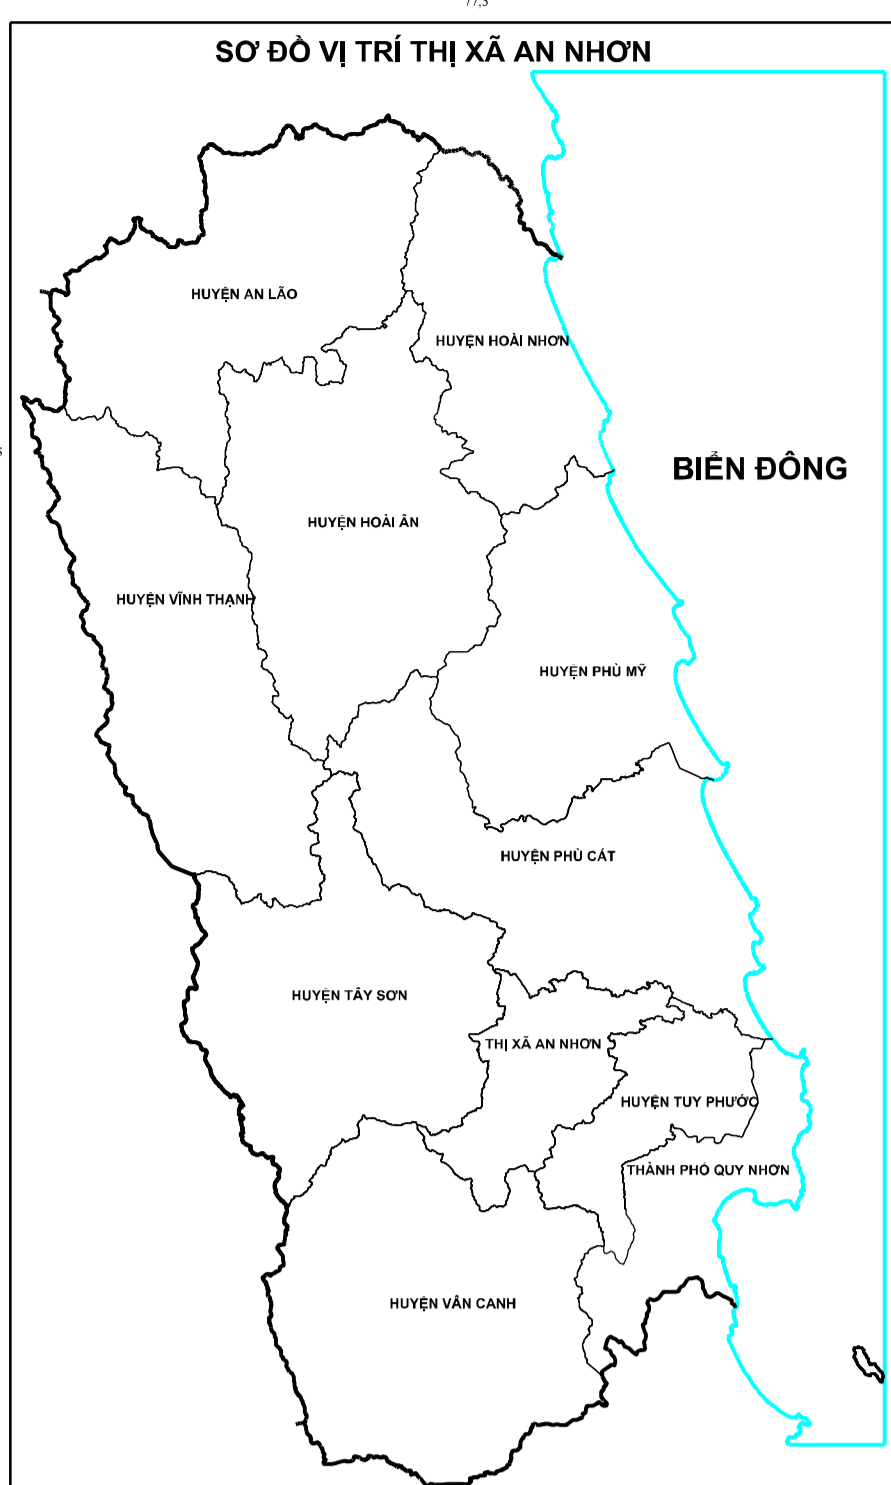 77,5
SƠ ĐỒ VỊ TRÍ THỊ XÃ AN NHƠN
HUYỆN AN LÃO
HUYỆN HOÀI NHƠN
BIỂN ĐÔNG
HUYỆN HOÀI ÂN
HUYỆN VĨNH THẠNH
HUYỆN PHÙ MỸ
HUYỆN PHÙ CÁT
HUYỆN TÂY SƠN
THỊ XÃ AN NHƠN
HUYỆN TUY PHƯỚC
THÀNH PHỐ QUY NHƠN
HUYỆN VÂN CANH